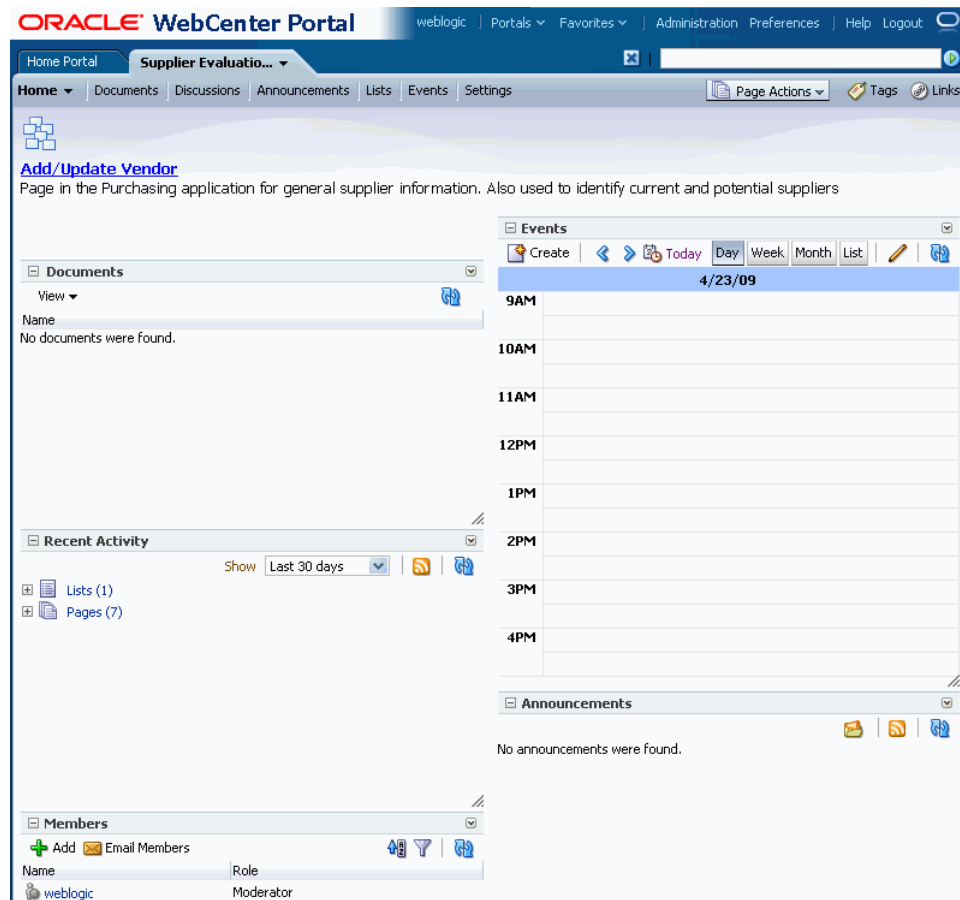 ORACLE WebCenter Portal
weblogic Portals Favorites Administration Preferences Help Logout
Home Portal Supplier Evaluatio...
Home Documents Discussions Announcements Lists Events Settings Page Actions Tags Links
Add/Update Vendor
Page in the Purchasing application for general supplier information. Also used to identify current and potential suppliers
Documents
View
Name
No documents were found.
Recent Activity
Show Last 30 days
Lists (1)
Pages (7)
Members
Add Email Members
Name Role
weblogic Moderator
Events
Create Today Day Week Month List
4/23/09
9AM
10AM
11AM
12PM
1PM
2PM
3PM
4PM
Announcements
No announcements were found.